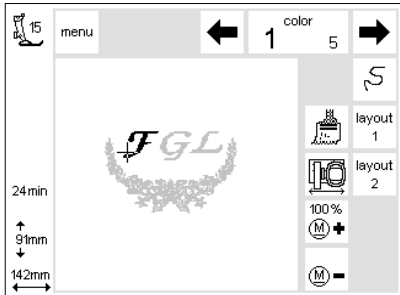 15
menu
color
1 5
FGL
layout
1
layout
2
24min
100%
M +
91mm
142mm
M -